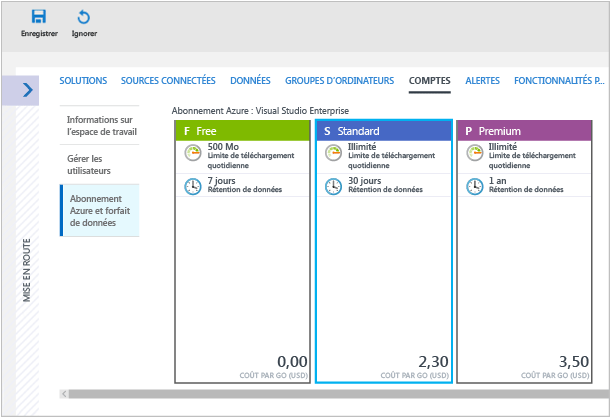 Enregistrer Ignorer
SOLUTIONS SOURCES CONNECTÉES DONNÉES GROUPES D'ORDINATEURS COMPTES ALERTES FONCTIONNALITÉS P...
Informations sur
l'espace de travail
Gérer les
utilisateurs
Abonnement
Azure et forfait
de données
MISE EN ROUTE
Abonnement Azure : Visual Studio Enterprise
F Free
500 Mo
Limite de téléchargement
quotidienne
7 jours
Rétention de données
0,00
COÛT PAR GO (USD)
S Standard
Illimité
Limite de téléchargement
quotidienne
30 jours
Rétention de données
2,30
COÛT PAR GO (USD)
P Premium
Illimité
Limite de téléchargement
quotidienne
1 an
Rétention de données
3,50
COÛT PAR GO (USD)